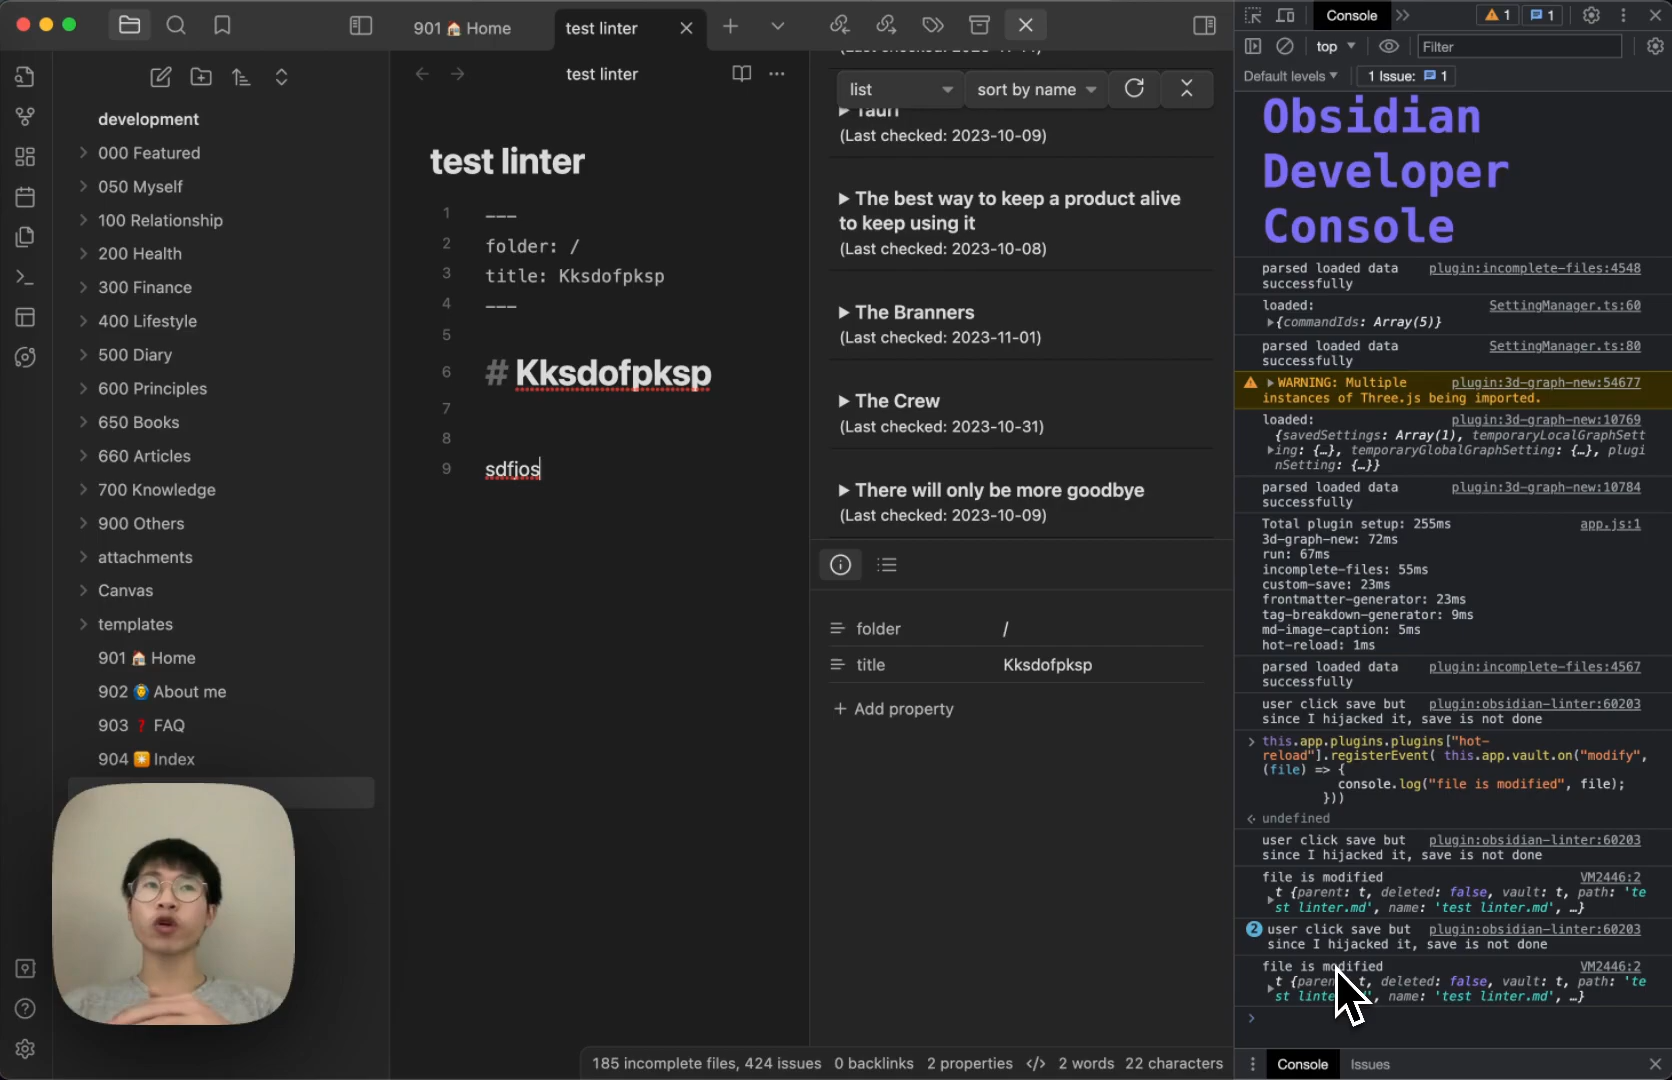 901 🏠 Home
test linter
development
000 Featured
050 Myself
100 Relationship
200 Health
300 Finance
400 Lifestyle
500 Diary
600 Principles
650 Books
660 Articles
700 Knowledge
900 Others
attachments
Canvas
templates
901 🏠 Home
902 🙆‍♂️ About me
903 ❓ FAQ
904 ✴️ Index
test linter
test linter
1 ---
2 folder: /
3 title: Kksdofpksp
4 ---
5
6 # Kksdofpksp
7
8
9 sdfjos
list
sort by name
(Last checked: 2023-10-09)
The best way to keep a product alive
to keep using it
(Last checked: 2023-10-08)
The Branners
(Last checked: 2023-11-01)
The Crew
(Last checked: 2023-10-31)
There will only be more goodbye
(Last checked: 2023-10-09)
folder /
title Kksdofpksp
+ Add property
185 incomplete files, 424 issues 0 backlinks 2 properties </> 2 words 22 characters
Console
1
1
top
Filter
Default levels
1 Issue: 1
Obsidian
Developer
Console
parsed loaded data plugin:incomplete-files:4548
successfully
loaded: SettingManager.ts:60
{commandIds: Array(5)}
parsed loaded data SettingManager.ts:80
successfully
WARNING: Multiple plugin:3d-graph-new:54677
instances of Three.js being imported.
loaded: plugin:3d-graph-new:10769
{savedSettings: Array(1), temporaryLocalGraphSett
ing: {…}, temporaryGlobalGraphSetting: {…}, plugi
nSetting: {…}}
parsed loaded data plugin:3d-graph-new:10784
successfully
Total plugin setup: 255ms app.js:1
3d-graph-new: 72ms
run: 67ms
incomplete-files: 55ms
custom-save: 23ms
frontmatter-generator: 23ms
tag-breakdown-generator: 9ms
md-image-caption: 5ms
hot-reload: 1ms
parsed loaded data plugin:incomplete-files:4567
successfully
user click save but plugin:obsidian-linter:60203
since I hijacked it, save is not done
this.app.plugins.plugins["hot-
reload"].registerEvent( this.app.vault.on("modify",
(file) => {
console.log("file is modified", file);
}))
undefined
user click save but plugin:obsidian-linter:60203
since I hijacked it, save is not done
file is modified VM2446:2
t {parent: t, deleted: false, vault: t, path: 'te
st linter.md', name: 'test linter.md', …}
2 user click save but plugin:obsidian-linter:60203
since I hijacked it, save is not done
file is modified VM2446:2
t, deleted: false, vault: t, path: 'te
name: 'test linter.md', …}
Console Issues